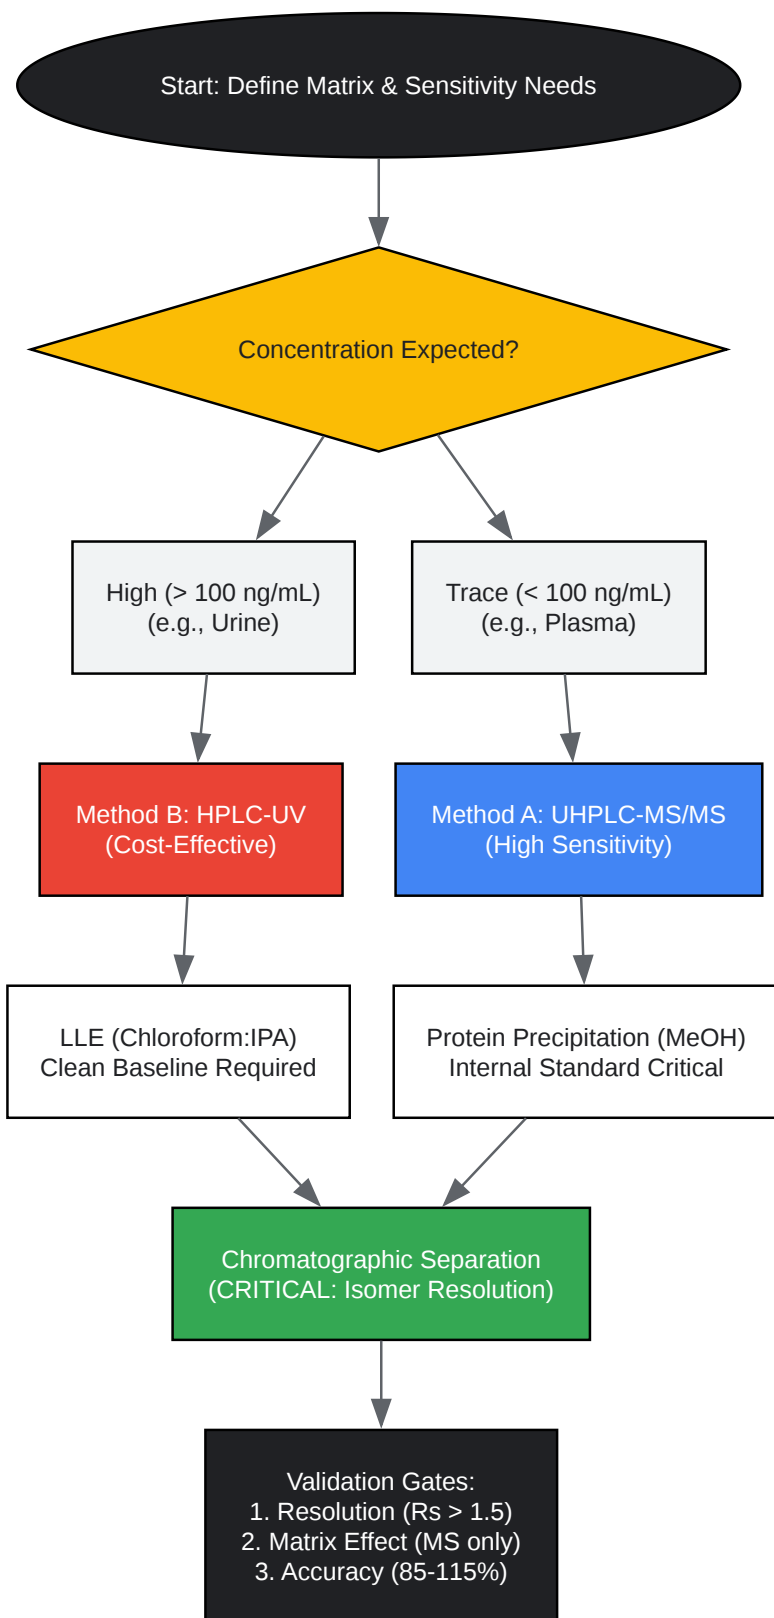 Start: Define Matrix & Sensitivity Needs
Concentration Expected?
High (> 100 ng/mL)
(e.g., Urine)
Trace (< 100 ng/mL)
(e.g., Plasma)
Method B: HPLC-UV
(Cost-Effective)
Method A: UHPLC-MS/MS
(High Sensitivity)
LLE (Chloroform:IPA)
Clean Baseline Required
Protein Precipitation (MeOH)
Internal Standard Critical
Chromatographic Separation
(CRITICAL: Isomer Resolution)
Validation Gates:
1. Resolution (Rs > 1.5)
2. Matrix Effect (MS only)
3. Accuracy (85-115%)